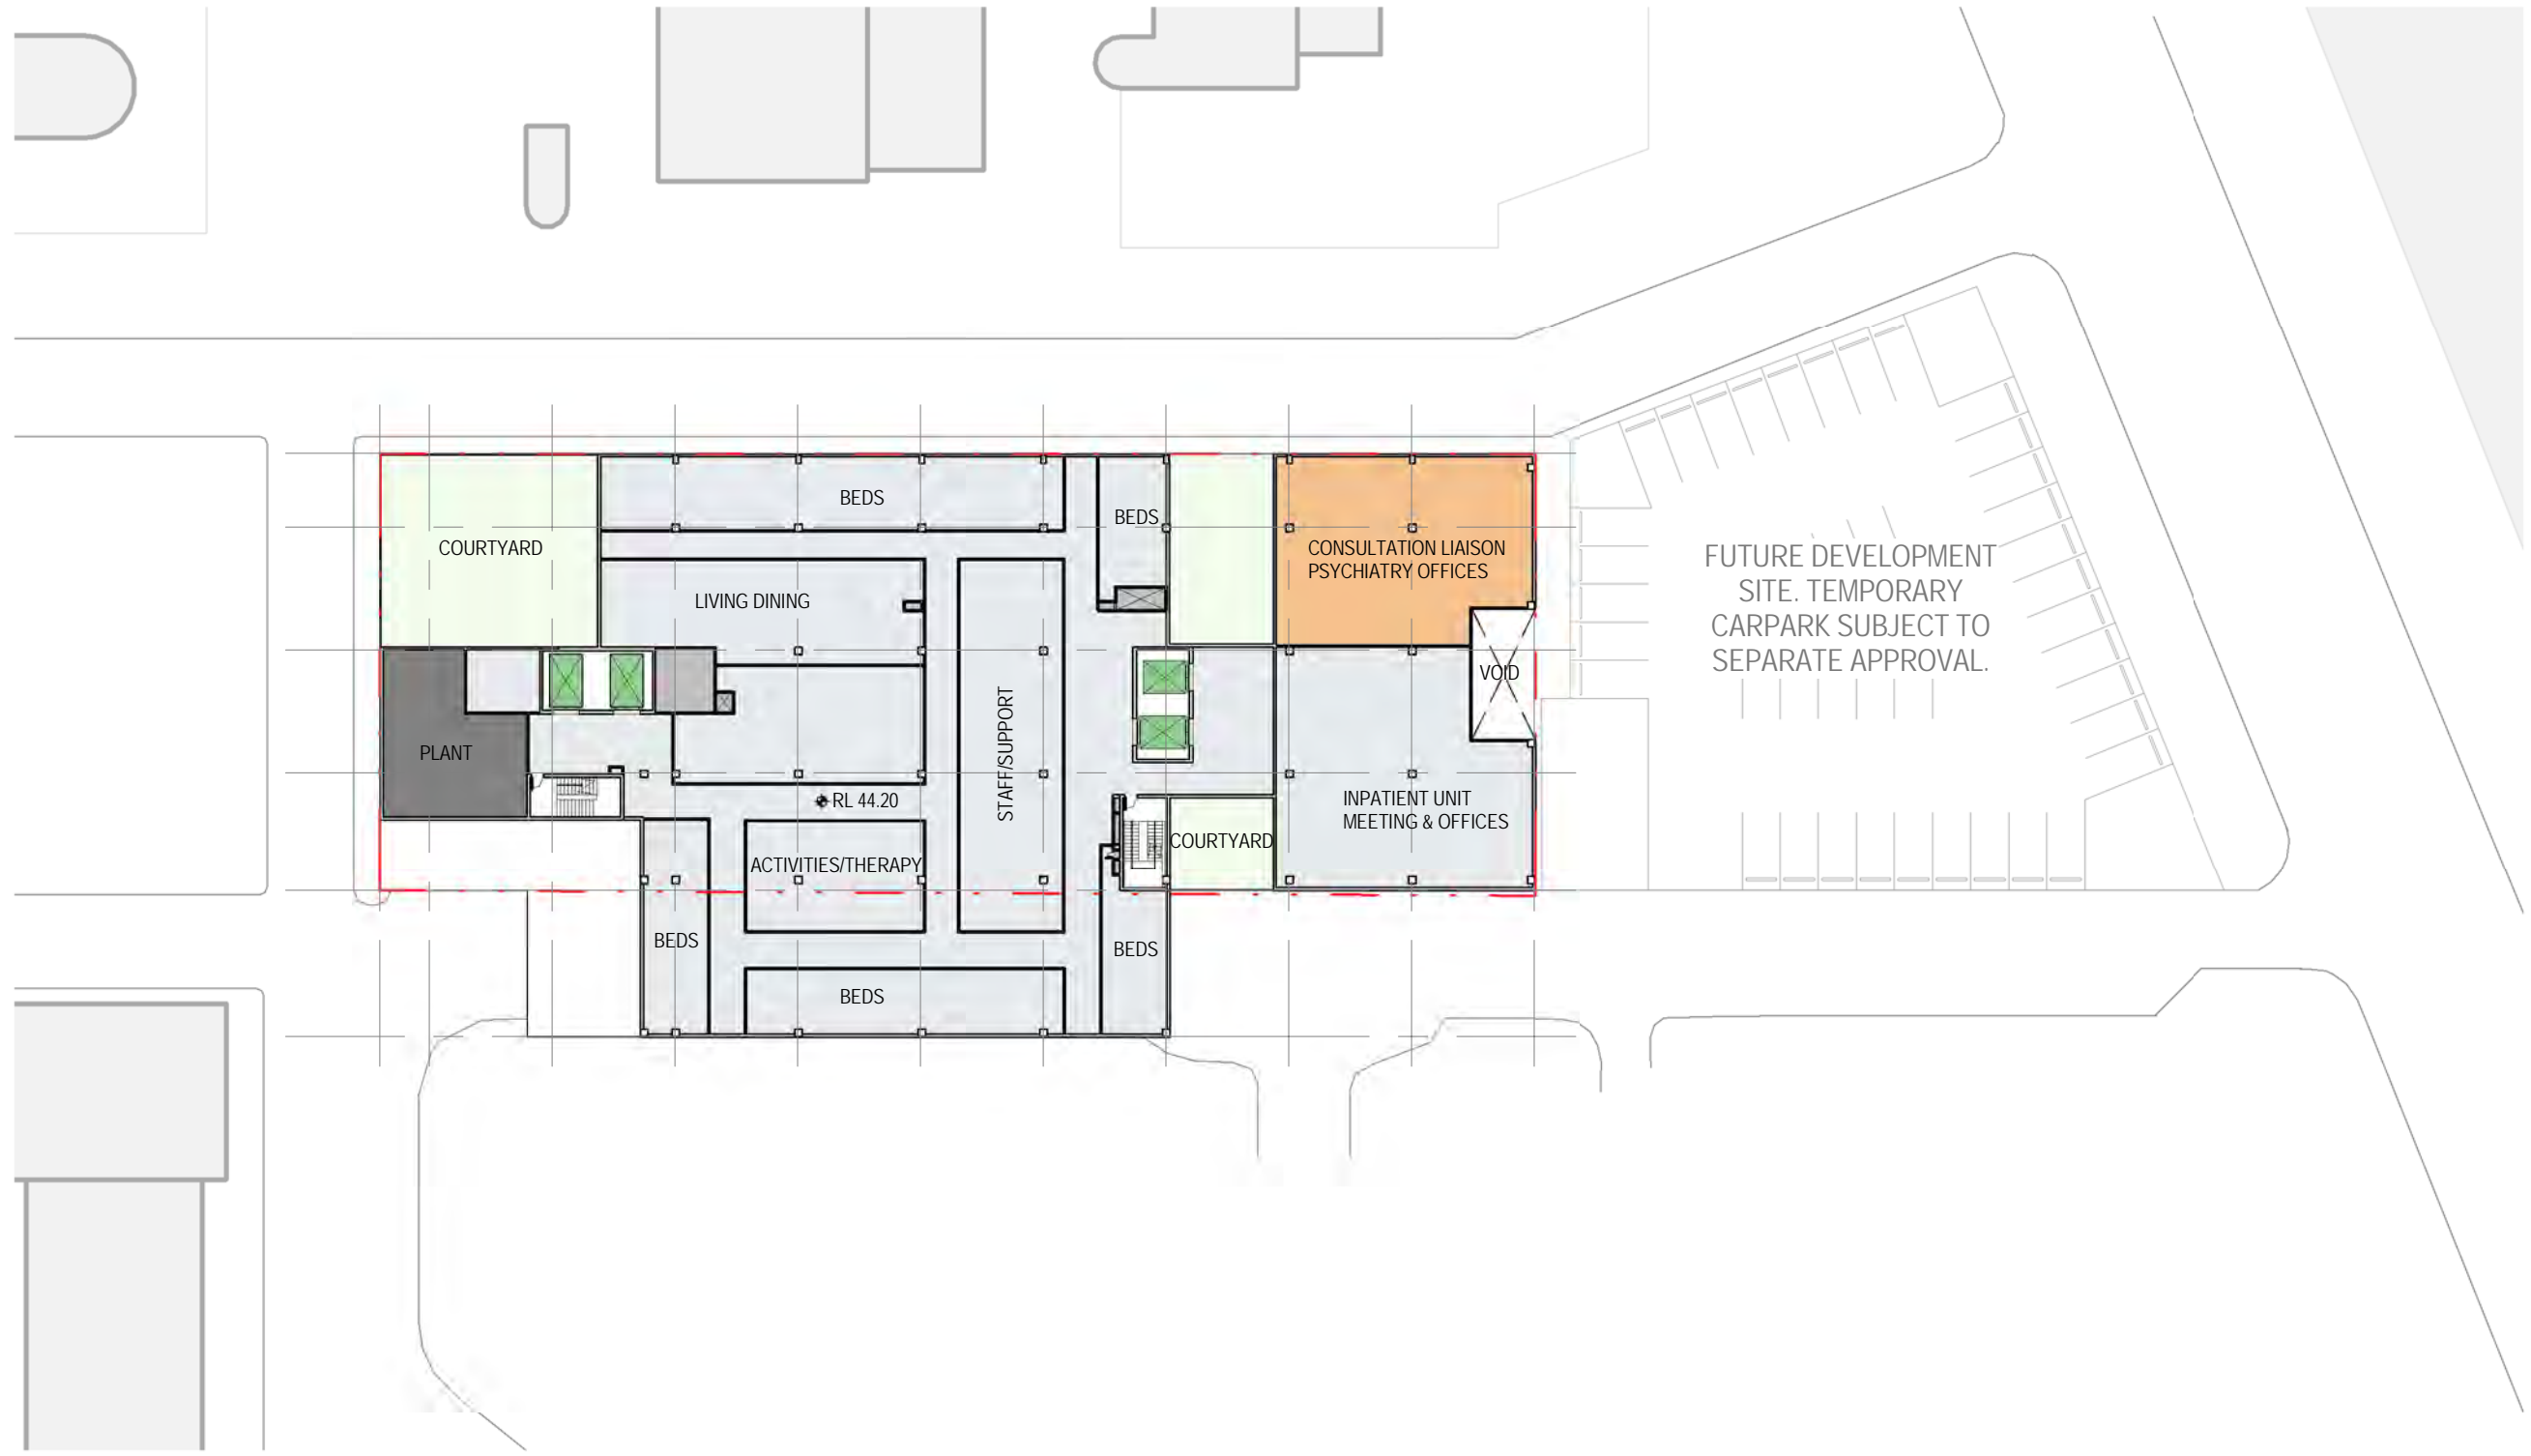 BEDS
BEDS
COURTYARD
CONSULTATION LIAISON
PSYCHIATRY OFFICES
FUTURE DEVELOPMENT
SITE. TEMPORARY
CARPARK SUBJECT TO
SEPARATE APPROVAL.
LIVING DINING
VOID
STAFF/SUPPORT
PLANT
RL 44.20
INPATIENT UNIT
MEETING & OFFICES
COURTYARD
ACTIVITIES/THERAPY
BEDS
BEDS
BEDS